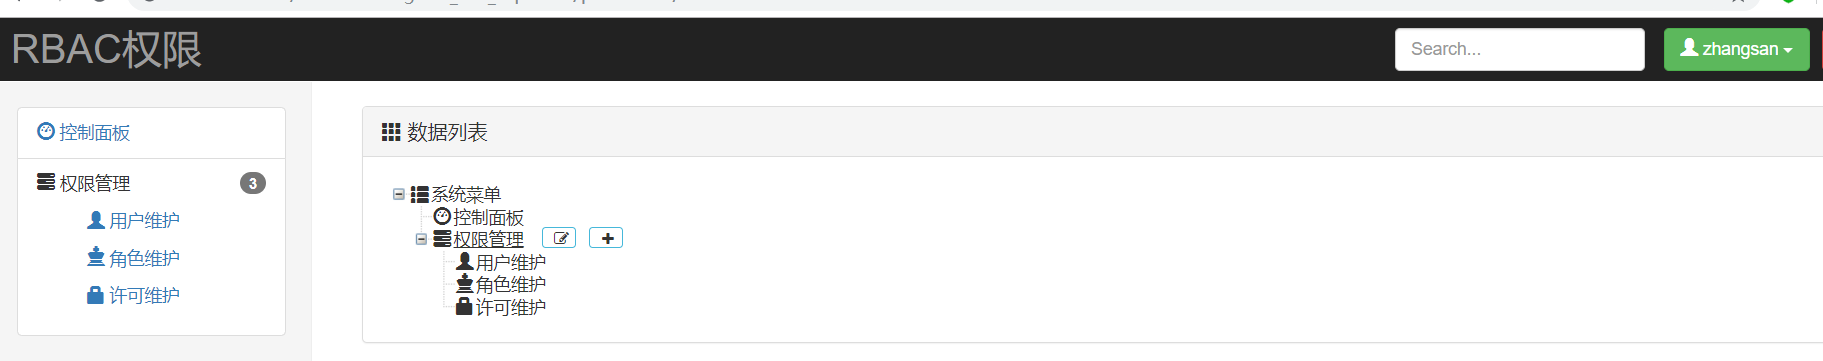 RBAC权限
Search...
zhangsan
控制面板
权限管理 3
用户维护
角色维护
许可维护
数据列表
系统菜单
控制面板
权限管理
用户维护
角色维护
许可维护